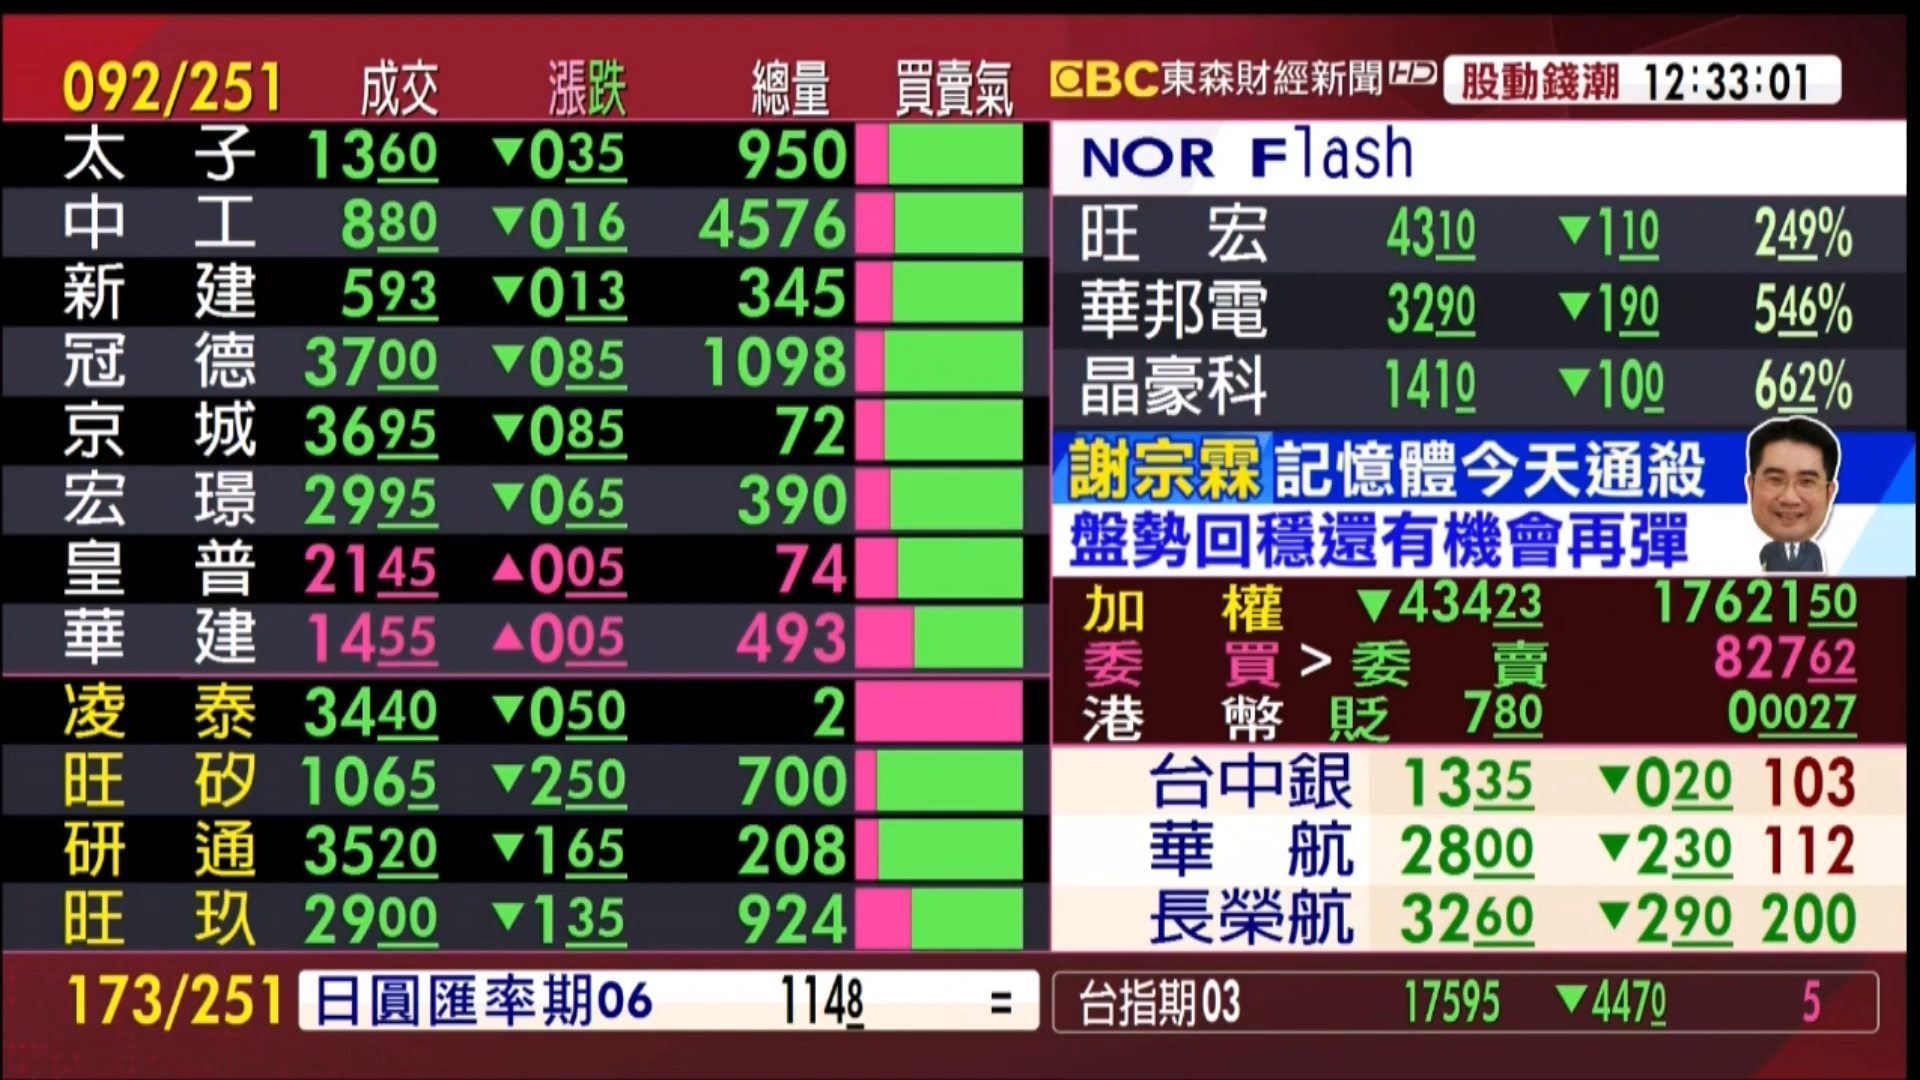 092/251 成交 漲跌 總量 買賣氣
太子 1360 ▼035 950
中工 880 ▼016 4576
新建 593 ▼013 345
冠德 3700 ▼085 1098
京城 3695 ▼085 72
宏璟 2995 ▼065 390
皇普 2145 ▲005 74
華建 1455 ▲005 493
凌泰 3440 ▼050 2
旺矽 1065 ▼250 700
研通 3520 ▼165 208
旺玖 2900 ▼135 924
173/251 日圓匯率期06 1148 =
EBC東森財經新聞HD 股動錢潮 12:33:01
NOR Flash
旺宏 4310 ▼110 249%
華邦電 3290 ▼190 546%
晶豪科 1410 ▼100 662%
謝宗霖 記憶體今天通殺
盤勢回穩還有機會再彈
加權 ▼43423 1762150
委買>委賣 82762
港幣 貶 780 00027
台中銀 1335 ▼020 103
華航 2800 ▼230 112
長榮航 3260 ▼290 200
台指期03 17595 ▼4470 5